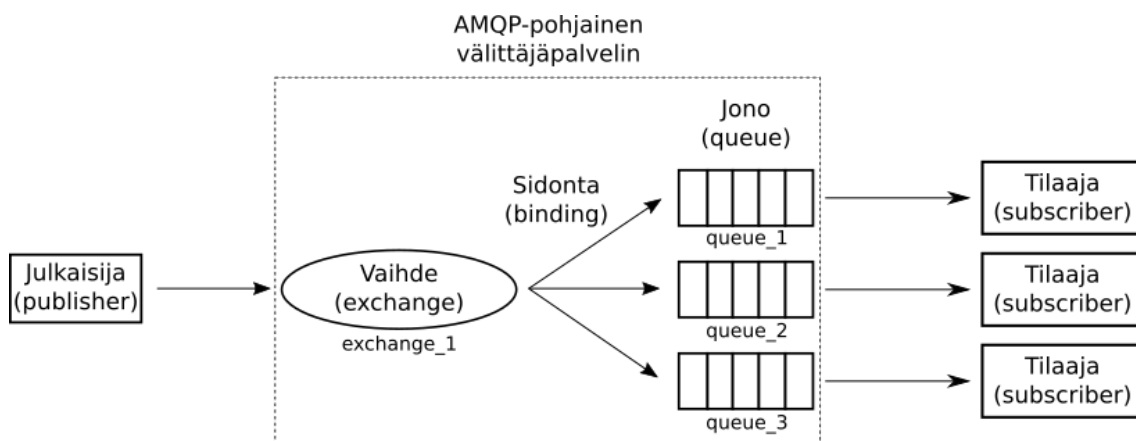 AMQP-pohjainen
välittäjäpalvelin
Jono
(queue)
Sidonta
(binding)
queue_1
Tilaaja
(subscriber)
Julkaisija
(publisher)
Vaihde
(exchange)
exchange_1
queue_2
Tilaaja
(subscriber)
queue_3
Tilaaja
(subscriber)